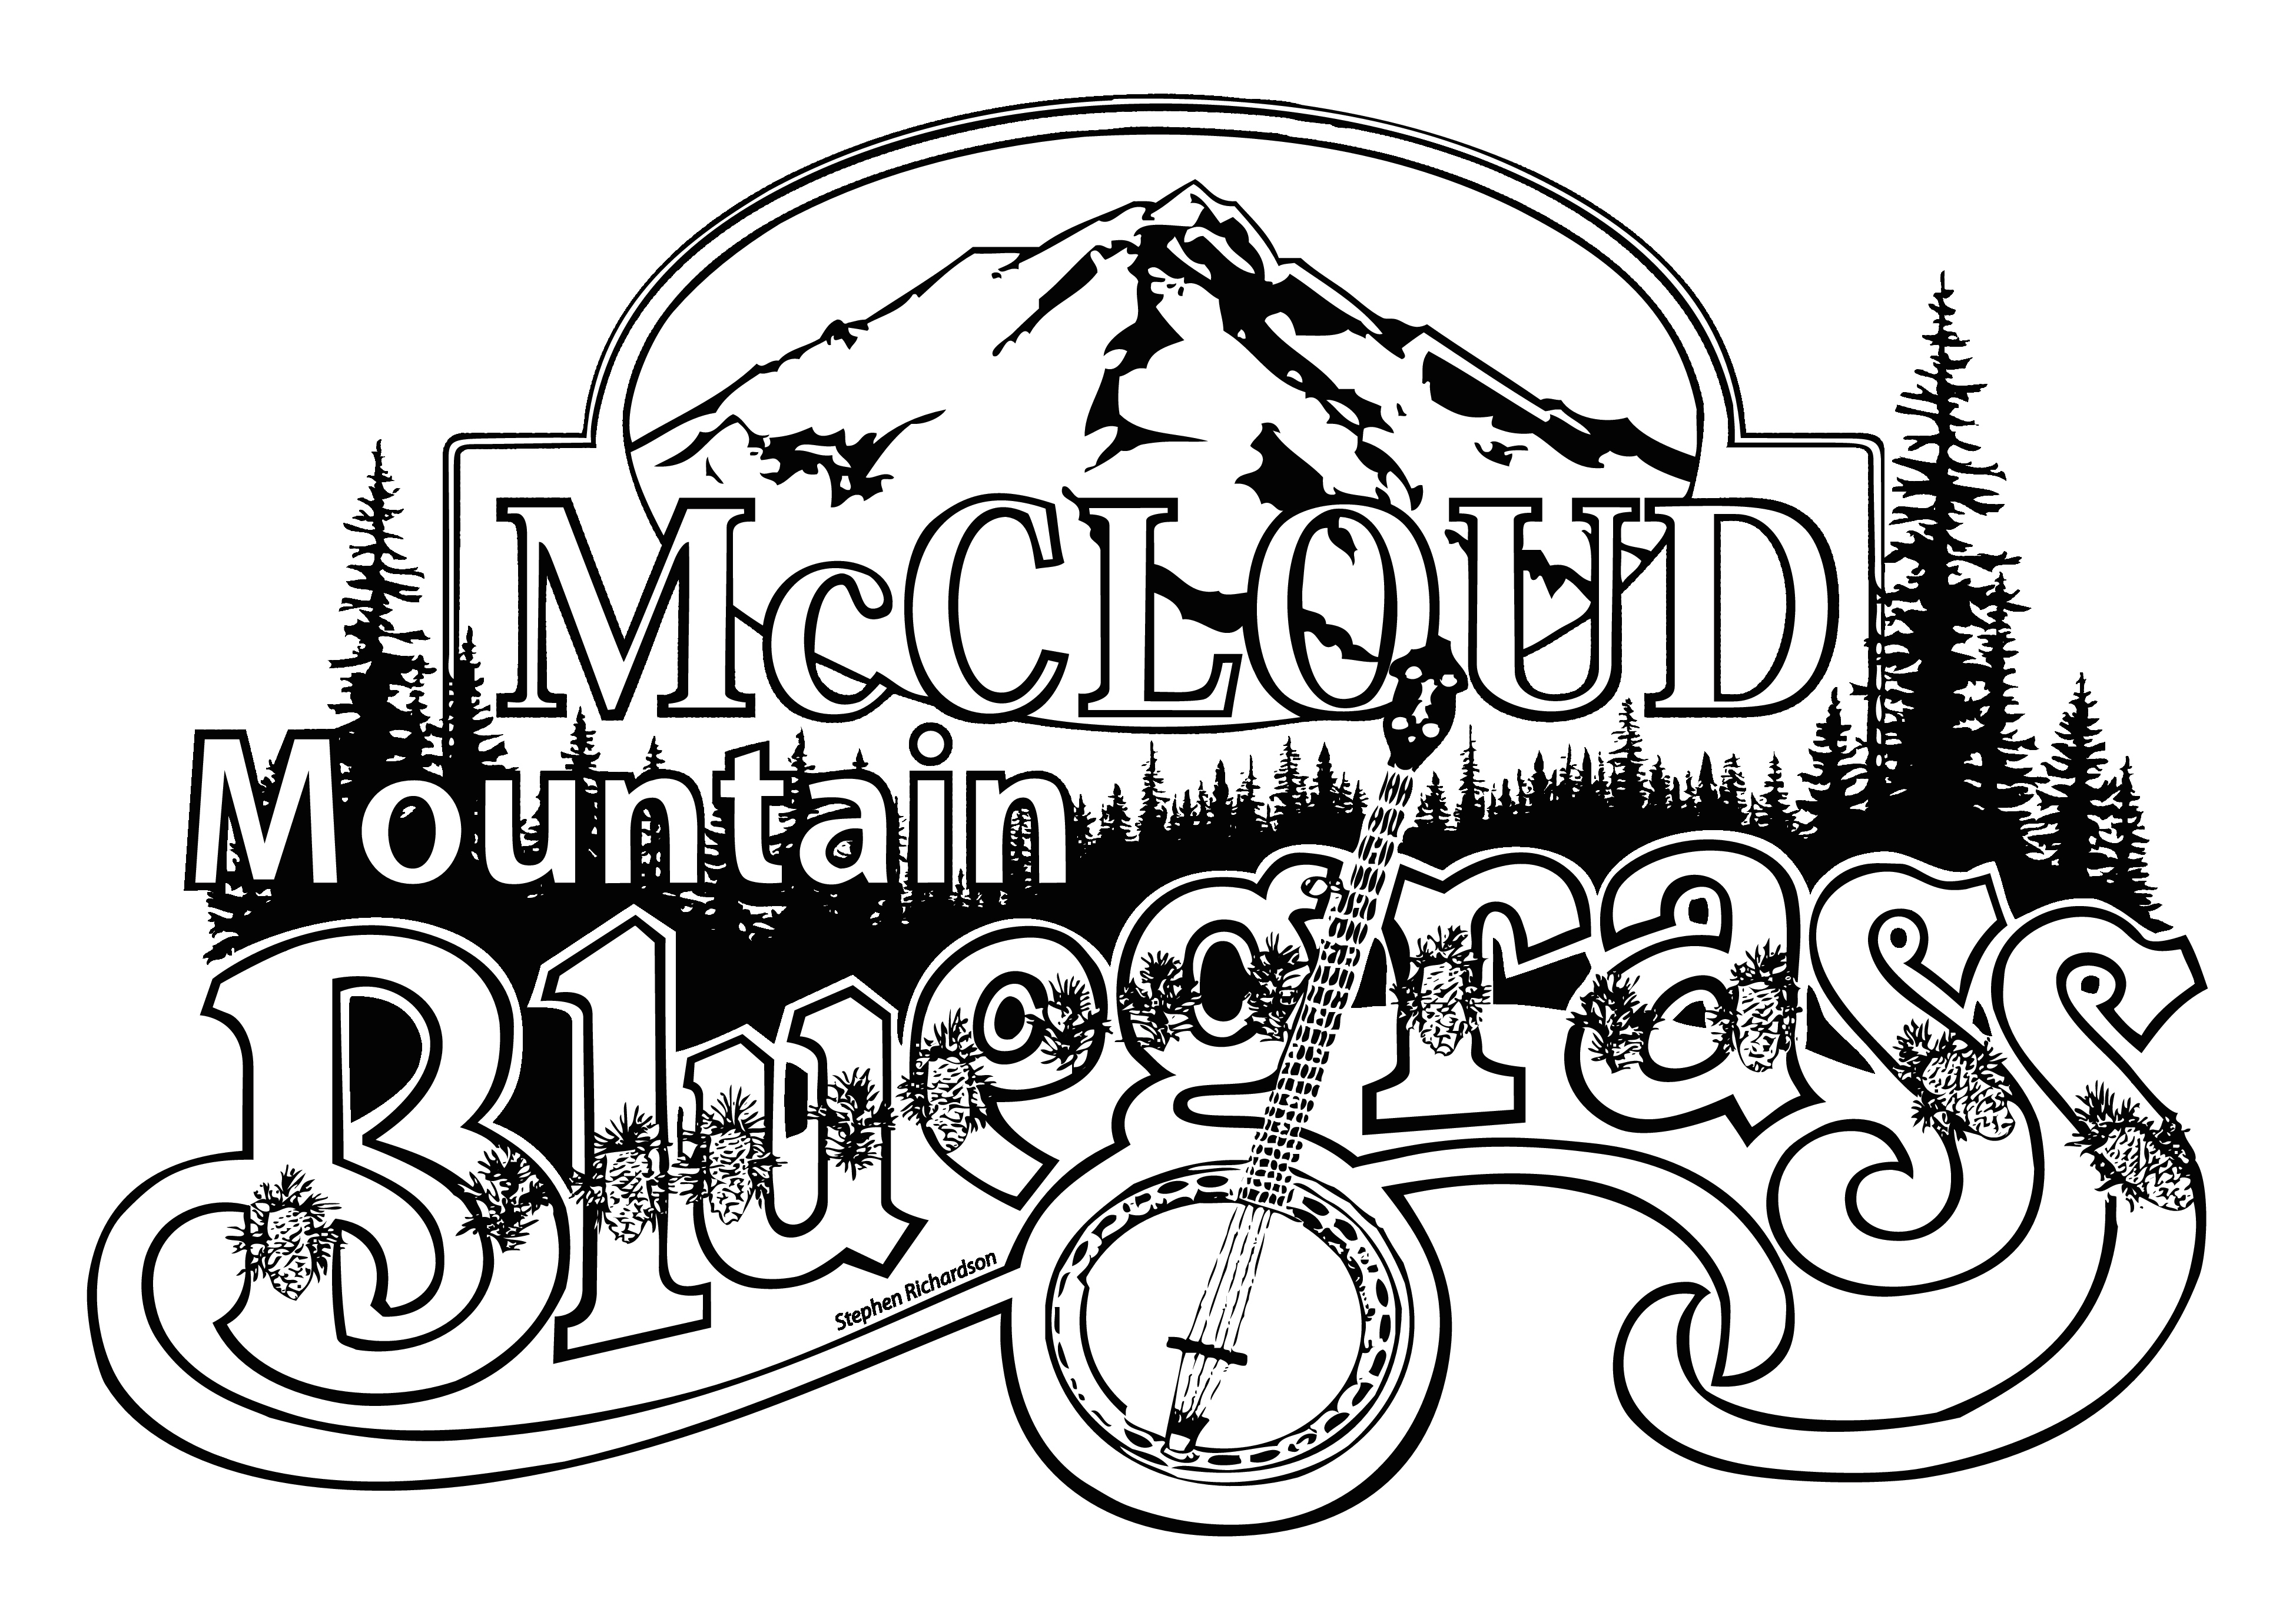 McCLOUD
Mountain
Bluegrass
Stephen Richardson